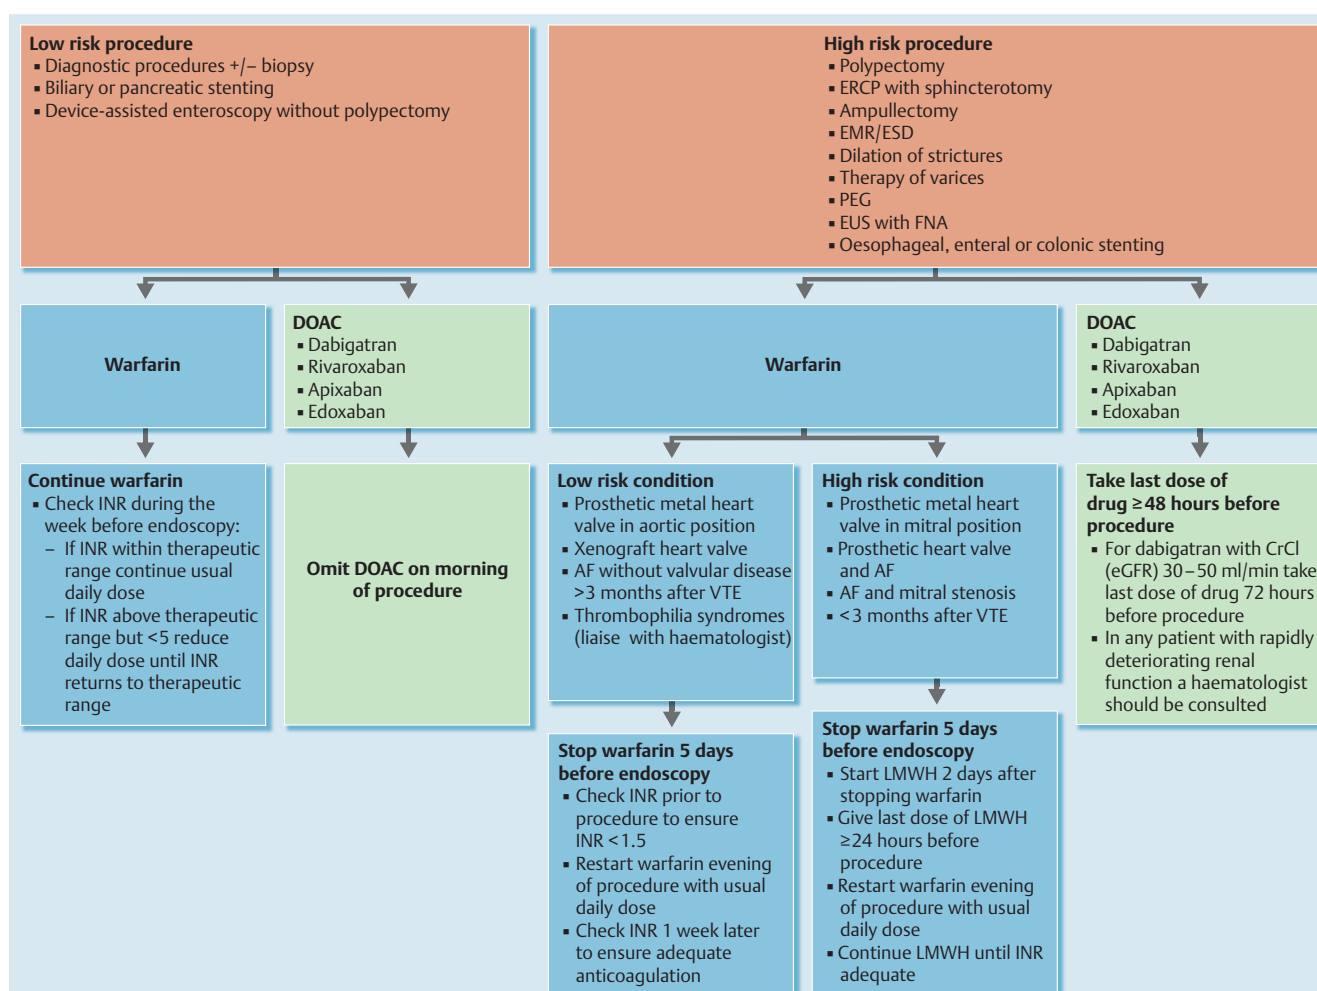 Low risk procedure
▪ Diagnostic procedures +/– biopsy
▪ Biliary or pancreatic stenting
▪ Device-assisted enteroscopy without polypectomy
High risk procedure
▪ Polypectomy
▪ ERCP with sphincterotomy
▪ Ampullectomy
▪ EMR/ESD
▪ Dilation of strictures
▪ Therapy of varices
▪ PEG
▪ EUS with FNA
▪ Oesophageal, enteral or colonic stenting
Warfarin
DOAC
▪ Dabigatran
▪ Rivaroxaban
▪ Apixaban
▪ Edoxaban
Warfarin
DOAC
▪ Dabigatran
▪ Rivaroxaban
▪ Apixaban
▪ Edoxaban
Continue warfarin
▪ Check INR during the
week before endoscopy:
– If INR within therapeutic
range continue usual
daily dose
– If INR above therapeutic
range but <5 reduce
daily dose until INR
returns to therapeutic
range
Omit DOAC on morning
of procedure
Low risk condition
▪ Prosthetic metal heart
valve in aortic position
▪ Xenograft heart valve
▪ AF without valvular disease
>3 months after VTE
▪ Thrombophilia syndromes
(liaise with haematologist)
High risk condition
▪ Prosthetic metal heart
valve in mitral position
▪ Prosthetic heart valve
and AF
▪ AF and mitral stenosis
▪ <3 months after VTE
Take last dose of
drug ≥48 hours before
procedure
▪ For dabigatran with CrCl
(eGFR) 30–50 ml/min take
last dose of drug 72 hours
before procedure
▪ In any patient with rapidly
deteriorating renal
function a haematologist
should be consulted
Stop warfarin 5 days
before endoscopy
▪ Check INR prior to
procedure to ensure
INR <1.5
▪ Restart warfarin evening
of procedure with usual
daily dose
▪ Check INR 1 week later
to ensure adequate
anticoagulation
Stop warfarin 5 days
before endoscopy
▪ Start LMWH 2 days after
stopping warfarin
▪ Give last dose of LMWH
≥24 hours before
procedure
▪ Restart warfarin evening
of procedure with usual
daily dose
▪ Continue LMWH until INR
adequate